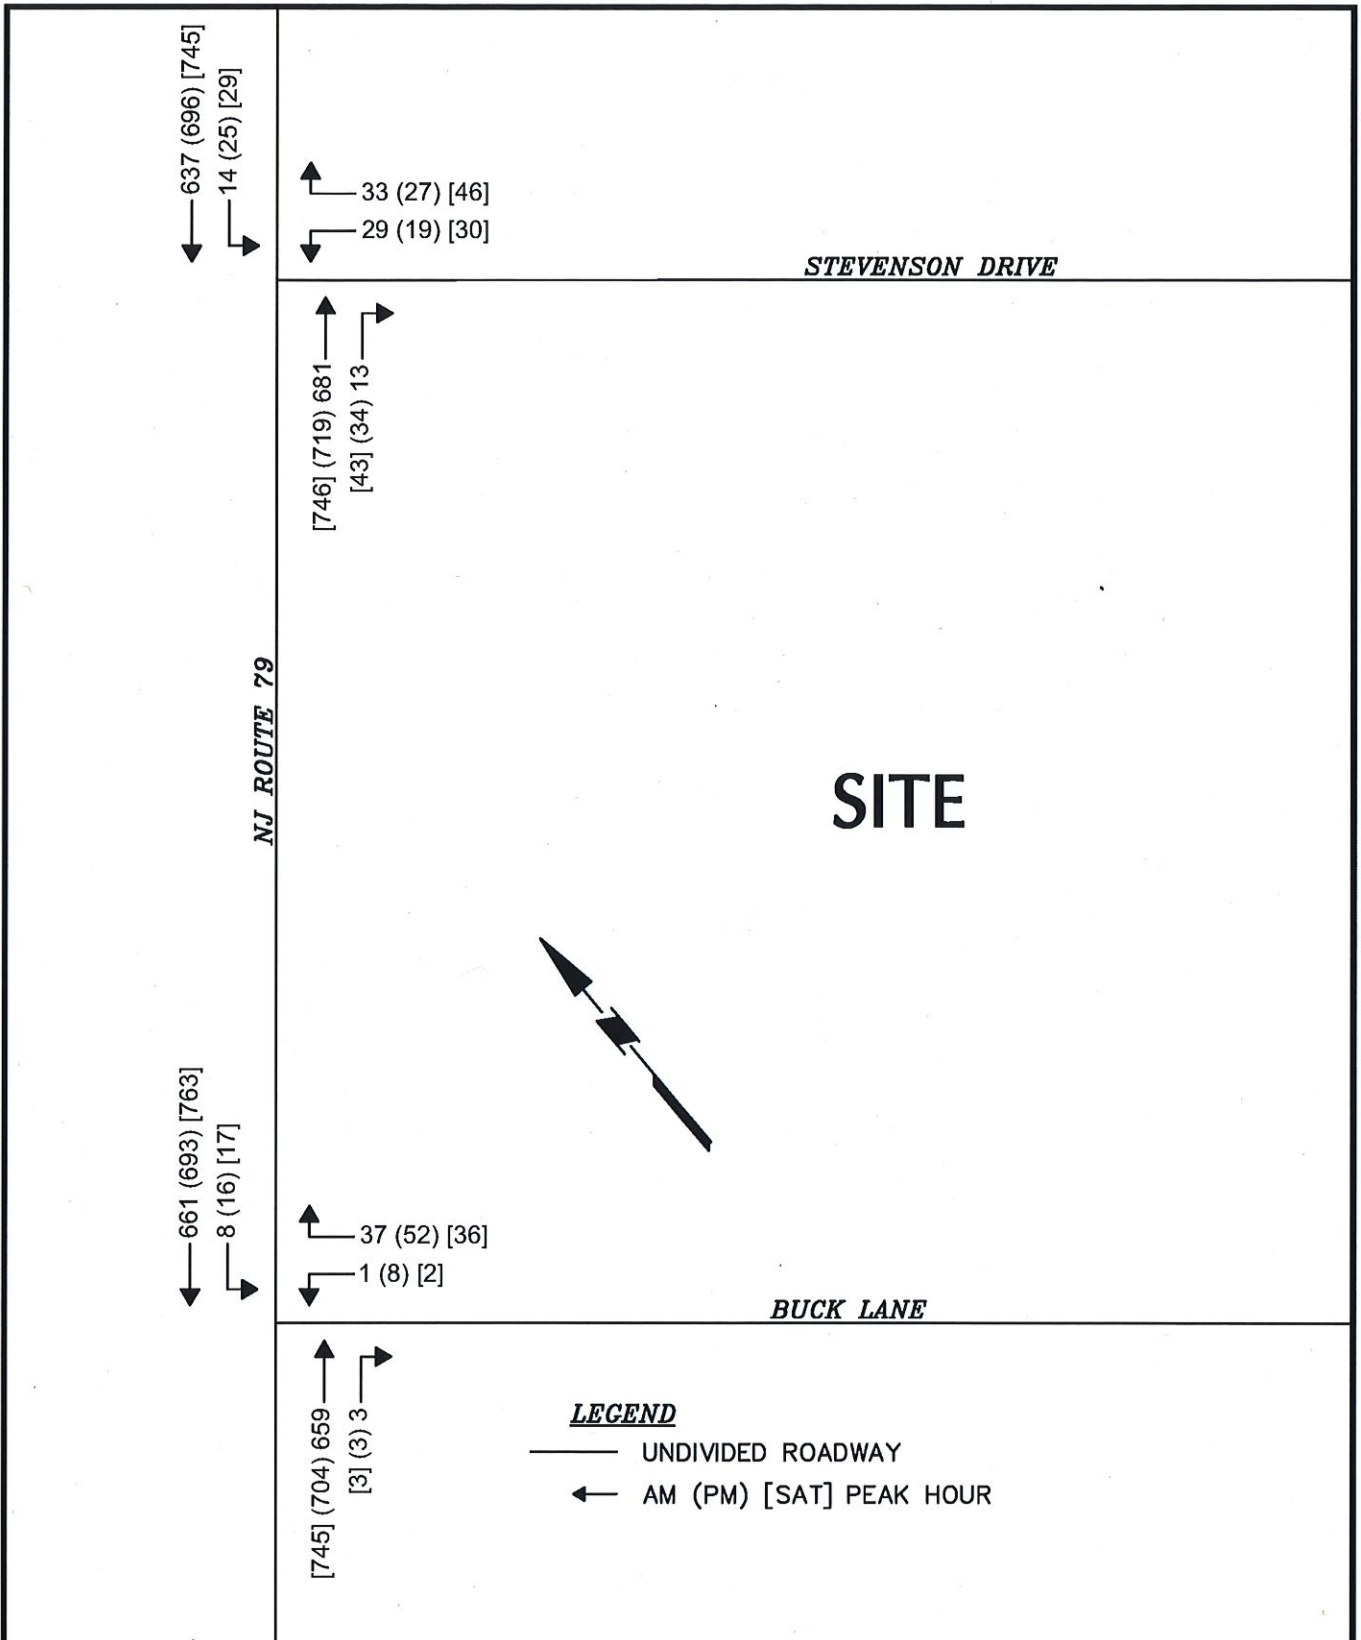 637 (696) [745]
14 (25) [29]
33 (27) [46]
29 (19) [30]
STEVENSON DRIVE
[746] (719) 681
[43] (34) 13
NJ ROUTE 79
SITE
661 (693) [763]
8 (16) [17]
37 (52) [36]
1 (8) [2]
BUCK LANE
[745] (704) 659
[3] (3) 3
LEGEND
UNDIVIDED ROADWAY
AM (PM) [SAT] PEAK HOUR